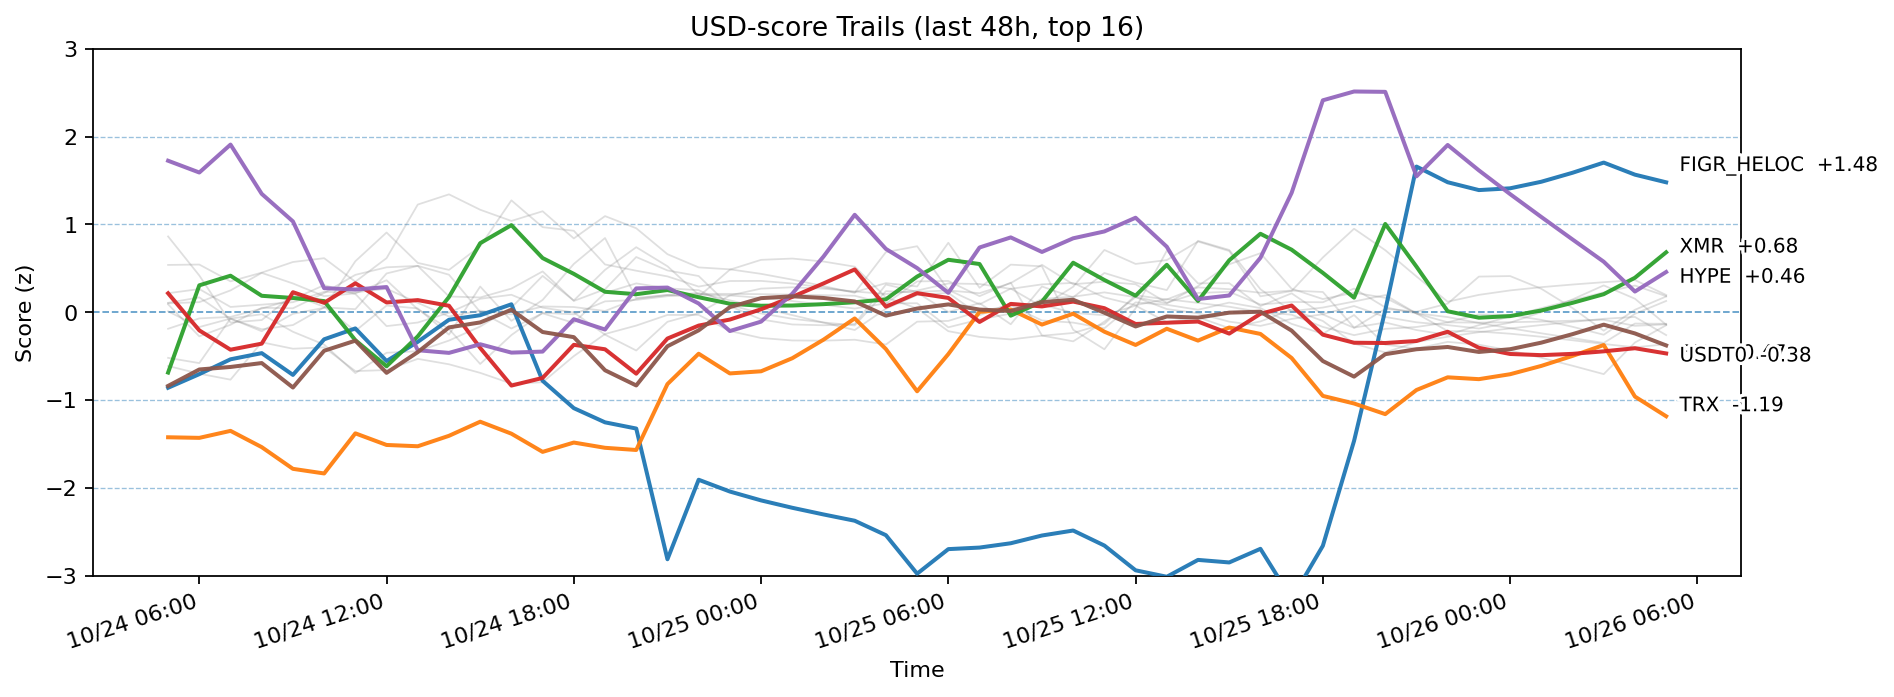 USD-score Trails (last 48h, top 16)
Score (z)
3
2
1
0
−1
−2
−3
FIGR_HELOC +1.48
XMR +0.68
HYPE +0.46
USDT0 -0.38
TRX -1.19
10/24 06:00
10/24 12:00
10/24 18:00
10/25 00:00
10/25 06:00
10/25 12:00
10/25 18:00
10/26 00:00
10/26 06:00
Time